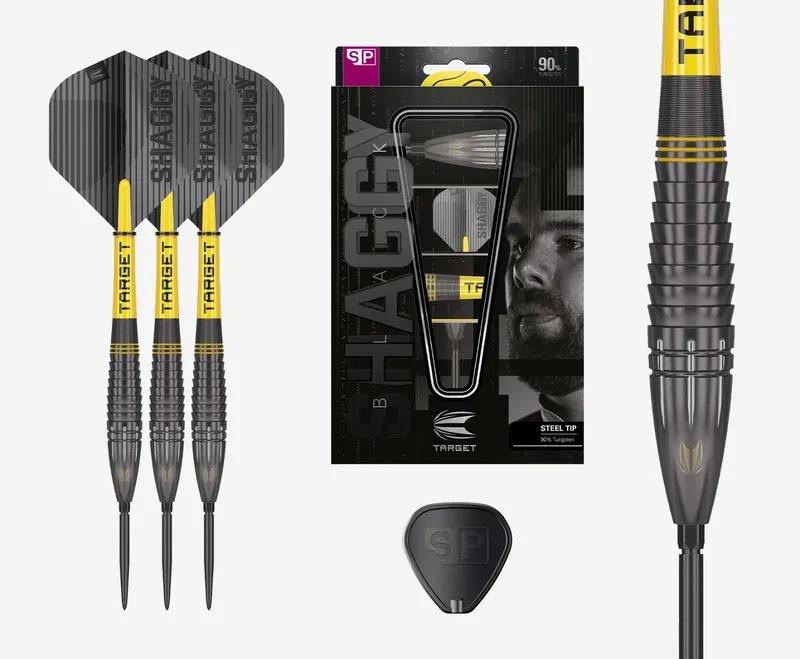 SHAGGY
SHAGGY
SHAGGY
TARGET
TARGET
TARGET
SP
90%
TUNGSTEN
SHAGGY
BLACK
SHAGGY
TA
TARGET
STEEL TIP
90% Tungsten
SP
TA